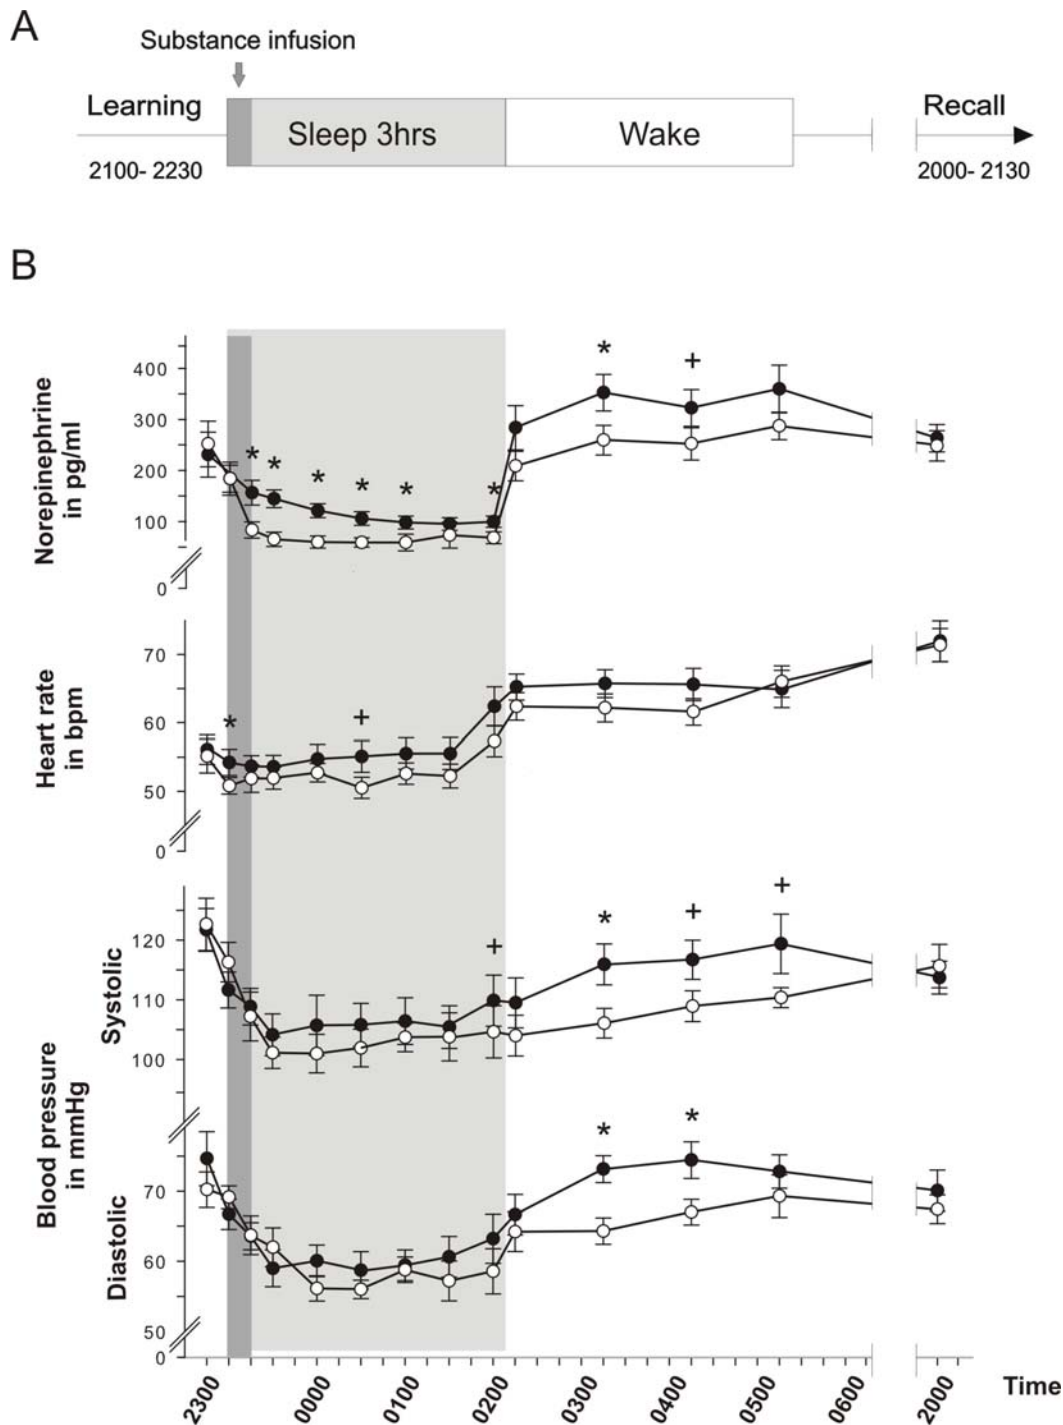 A
Substance infusion
Learning
Sleep 3hrs
Wake
Recall
2100- 2230
2000- 2130
B
Norepinephrine
in pg/ml
400
300
200
100
0
* * * * * * * +
Heart rate
in bpm
70
60
50
0
* +
Blood pressure
in mmHg
Systolic
120
110
100
+ * + +
Diastolic
70
60
50
0
* *
2300
0000
0100
0200
0300
0400
0500
0600
2000
Time